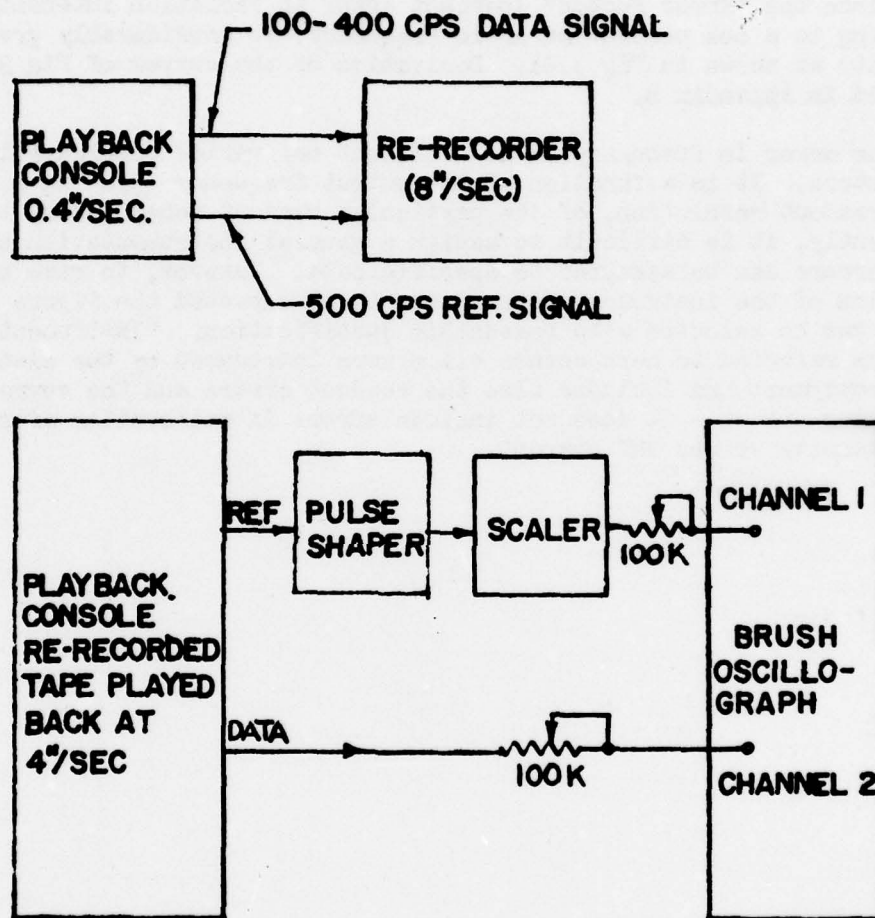 100-400 CPS DATA SIGNAL
PLAYBACK
CONSOLE
0.4"/SEC.
RE-RECORDER
(8"/SEC)
500 CPS REF. SIGNAL
REF
PULSE
SHAPER
SCALER
100K
CHANNEL 1
PLAYBACK
CONSOLE
RE-RECORDED
TAPE PLAYED
BACK AT
4"/SEC
BRUSH
OSCILLO-
GRAPH
DATA
100K
CHANNEL 2